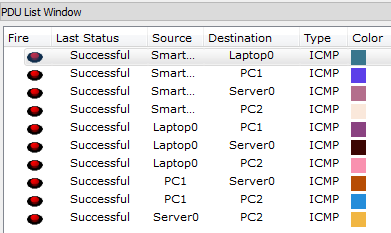 PDU List Window
Fire Last Status Source Destination Type Color
Successful Smart... Laptop0 ICMP
Successful Smart... PC1 ICMP
Successful Smart... Server0 ICMP
Successful Smart... PC2 ICMP
Successful Laptop0 PC1 ICMP
Successful Laptop0 Server0 ICMP
Successful Laptop0 PC2 ICMP
Successful PC1 Server0 ICMP
Successful PC1 PC2 ICMP
Successful Server0 PC2 ICMP